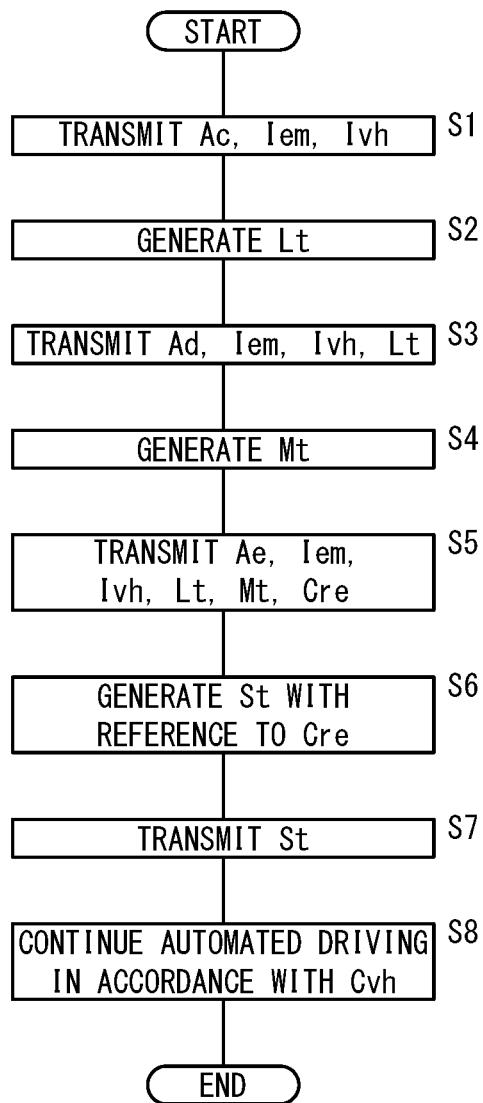 START
TRANSMIT Ac, Iem, Ivh S1
GENERATE Lt S2
TRANSMIT Ad, Iem, Ivh, Lt S3
GENERATE Mt S4
TRANSMIT Ae, Iem, S5
Ivh, Lt, Mt, Cre
GENERATE St WITH S6
REFERENCE TO Cre
TRANSMIT St S7
CONTINUE AUTOMATED DRIVING S8
IN ACCORDANCE WITH Cvh
END